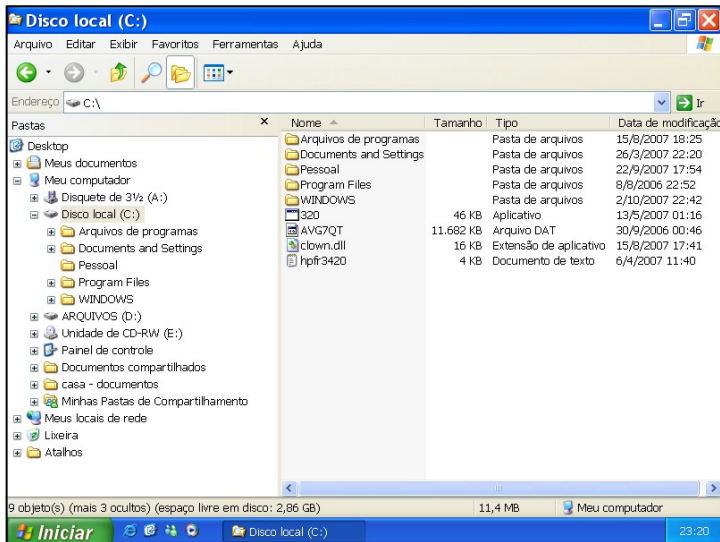 Disco local (C:)
Arquivo Editar Exibir Favoritos Ferramentas Ajuda
Endereço C:\ Ir
Pastas x
Desktop
Meus documentos
Meu computador
Disquete de 3½ (A:)
Disco local (C:)
Arquivos de programas
Documents and Settings
Pessoal
Program Files
WINDOWS
ARQUIVOS (D:)
Unidade de CD-RW (E:)
Painel de controle
Documentos compartilhados
casa - documentos
Minhas Pastas de Compartilhamento
Meus locais de rede
Lixeira
Atalhos
Nome Tamanho Tipo Data de modificação
Arquivos de programas Pasta de arquivos 15/8/2007 18:25
Documents and Settings Pasta de arquivos 26/3/2007 22:20
Pessoal Pasta de arquivos 22/9/2007 17:54
Program Files Pasta de arquivos 8/8/2006 22:52
WINDOWS Pasta de arquivos 2/10/2007 22:42
320 46 KB Aplicativo 13/5/2007 01:16
AVG7QT 11.682 KB Arquivo DAT 30/9/2006 00:46
clown.dll 16 KB Extensão de aplicativo 15/8/2007 17:41
hpfr3420 4 KB Documento de texto 6/4/2007 11:40
9 objeto(s) (mais 3 ocultos) (espaço livre em disco: 2,86 GB) 11,4 MB Meu computador
Iniciar Disco local (C:) 23:20